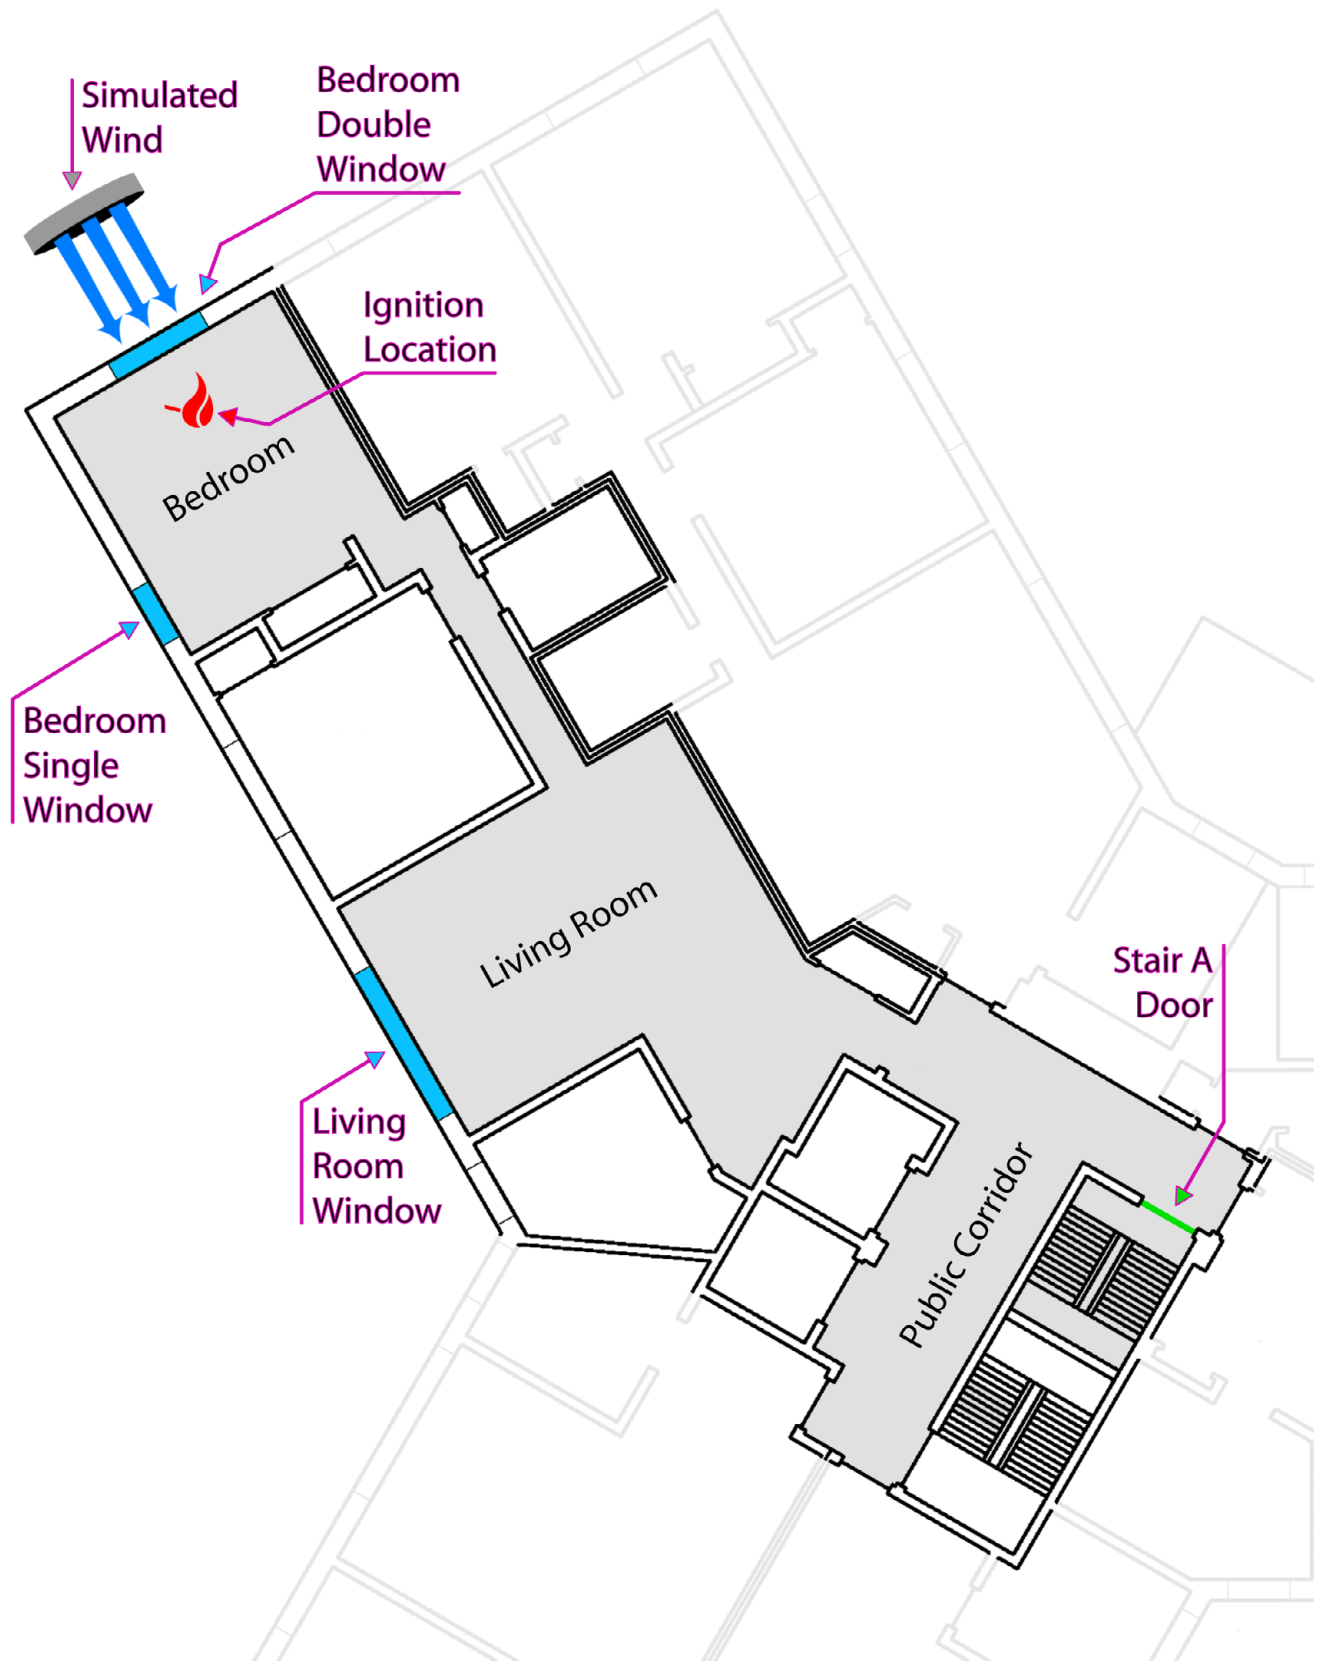 Simulated
Wind
Bedroom
Double
Window
Ignition
Location
Bedroom
Bedroom
Single
Window
Living Room
Living
Room
Window
Stair A
Door
Public Corridor